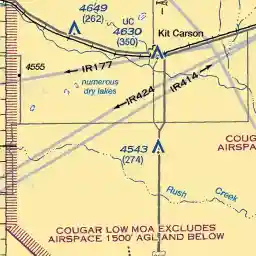 4649
(262)
UC
4630
(350)
Kit Carson
4555
IR177
numerous
dry lakes
IR424
IR414
COUG
AIRSPA
4543
(274)
Rush
Creek
COUGAR LOW MOA EXCLUDES
AIRSPACE 1500' AGL AND BELOW